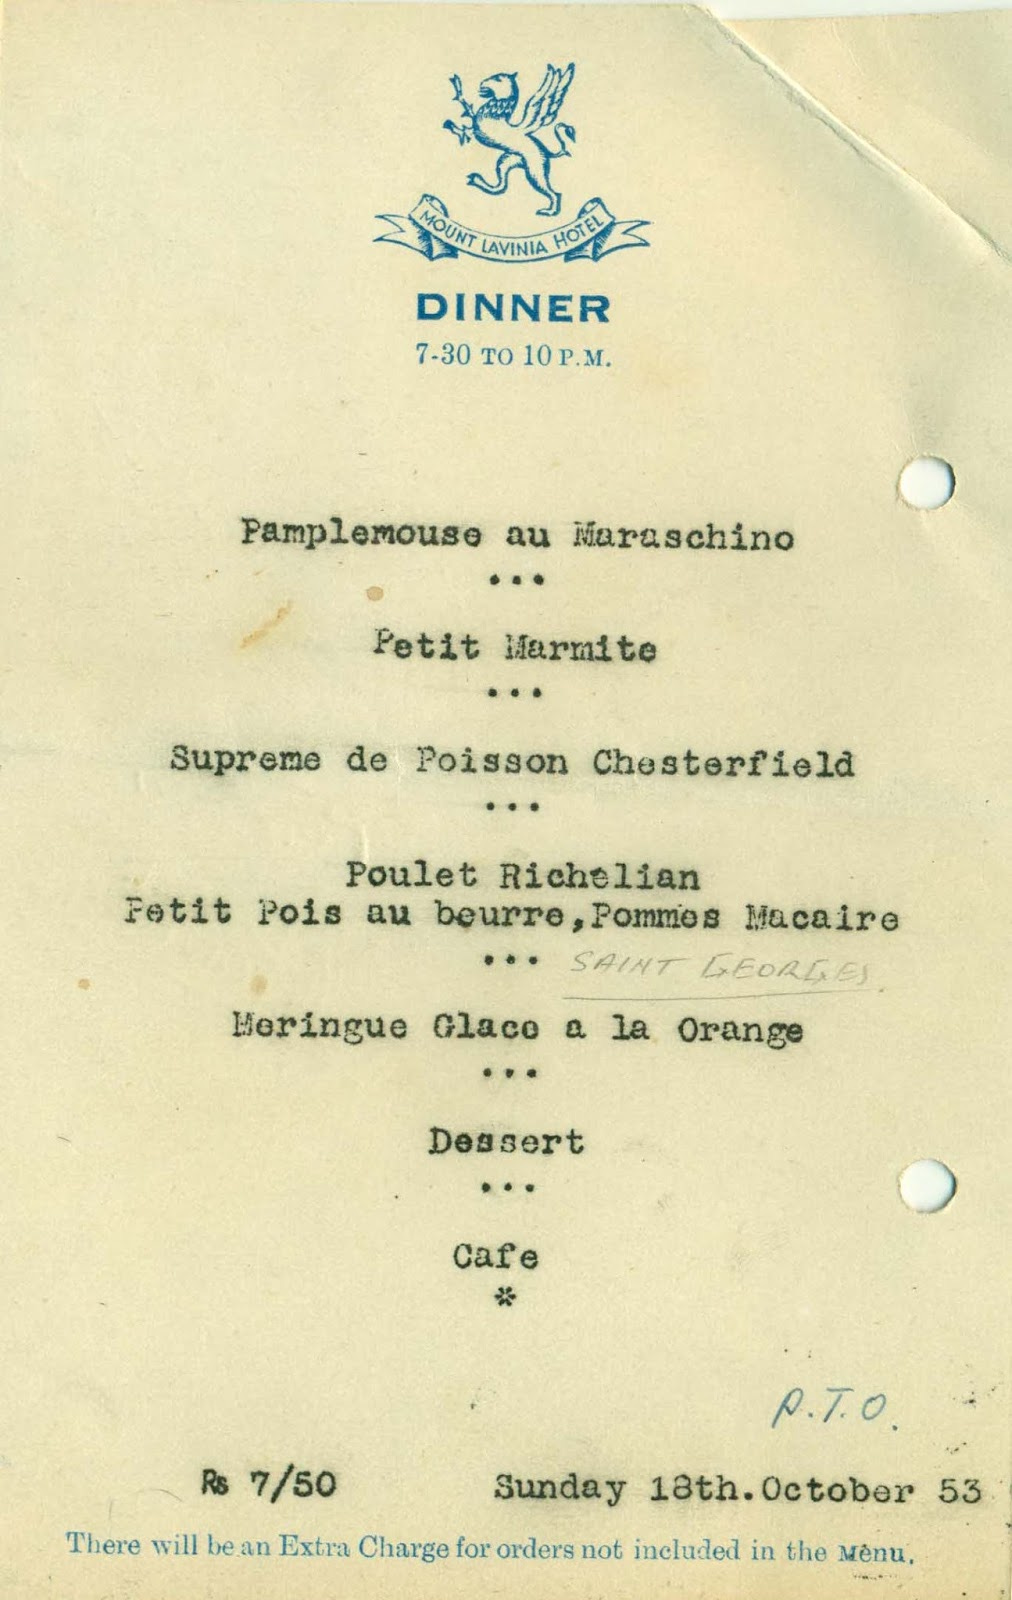 MOUNT LAVINIA HOTEL
DINNER
7-30 TO 10 P.M.
Pamplemouse au Maraschino
...
Petit Marmite
...
Supreme de Poisson Chesterfield
...
Poulet Richelian
Petit Pois au beurre,Pommes Macaire
... SAINT GEORGES.
Meringue Glace a la Orange
...
Dessert
...
Cafe
*
P.T.O.
Rs 7/50 Sunday 18th.October 53
There will be an Extra Charge for orders not included in the Menu.